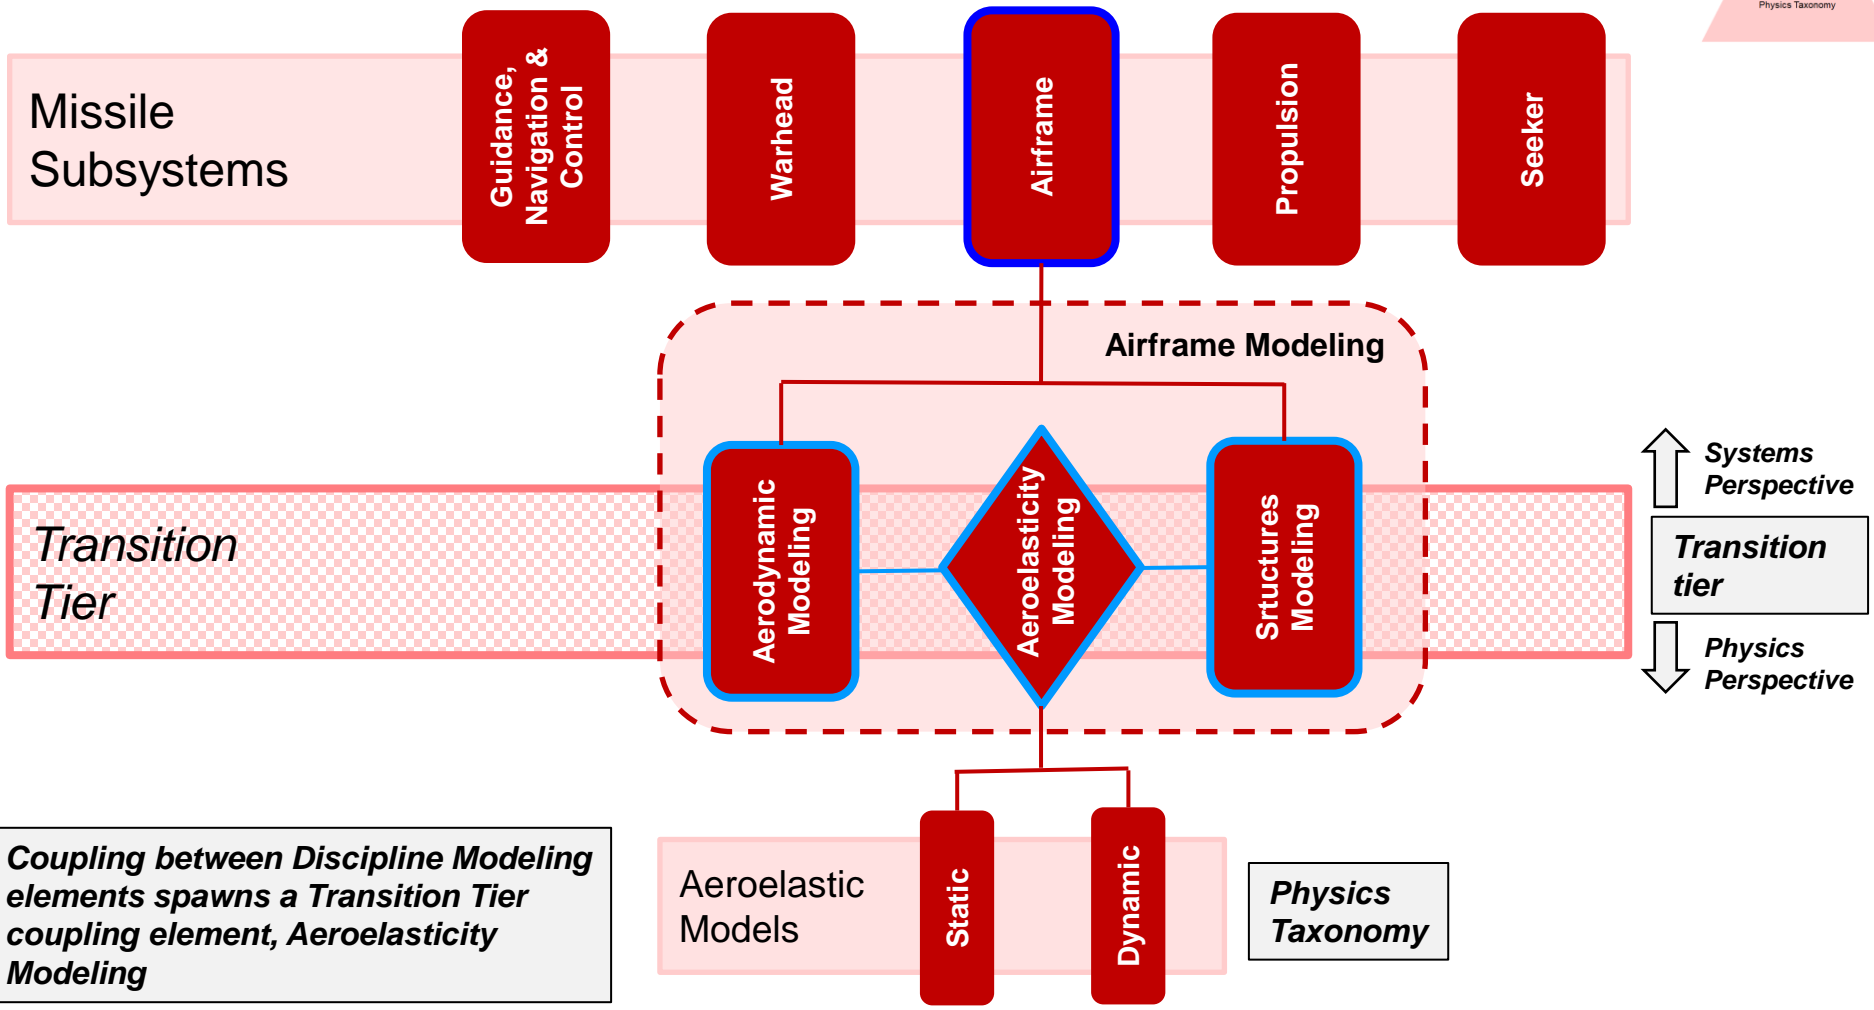 Physics Taxonomy
Missile
Subsystems
Guidance,
Navigation &
Control
Warhead
Airframe
Propulsion
Seeker
Airframe Modeling
Transition
Tier
Aerodynamic
Modeling
Aeroelasticity
Modeling
Srtuctures
Modeling
Systems
Perspective
Transition
tier
Physics
Perspective
Coupling between Discipline Modeling
elements spawns a Transition Tier
coupling element, Aeroelasticity
Modeling
Aeroelastic
Models
Static
Dynamic
Physics
Taxonomy